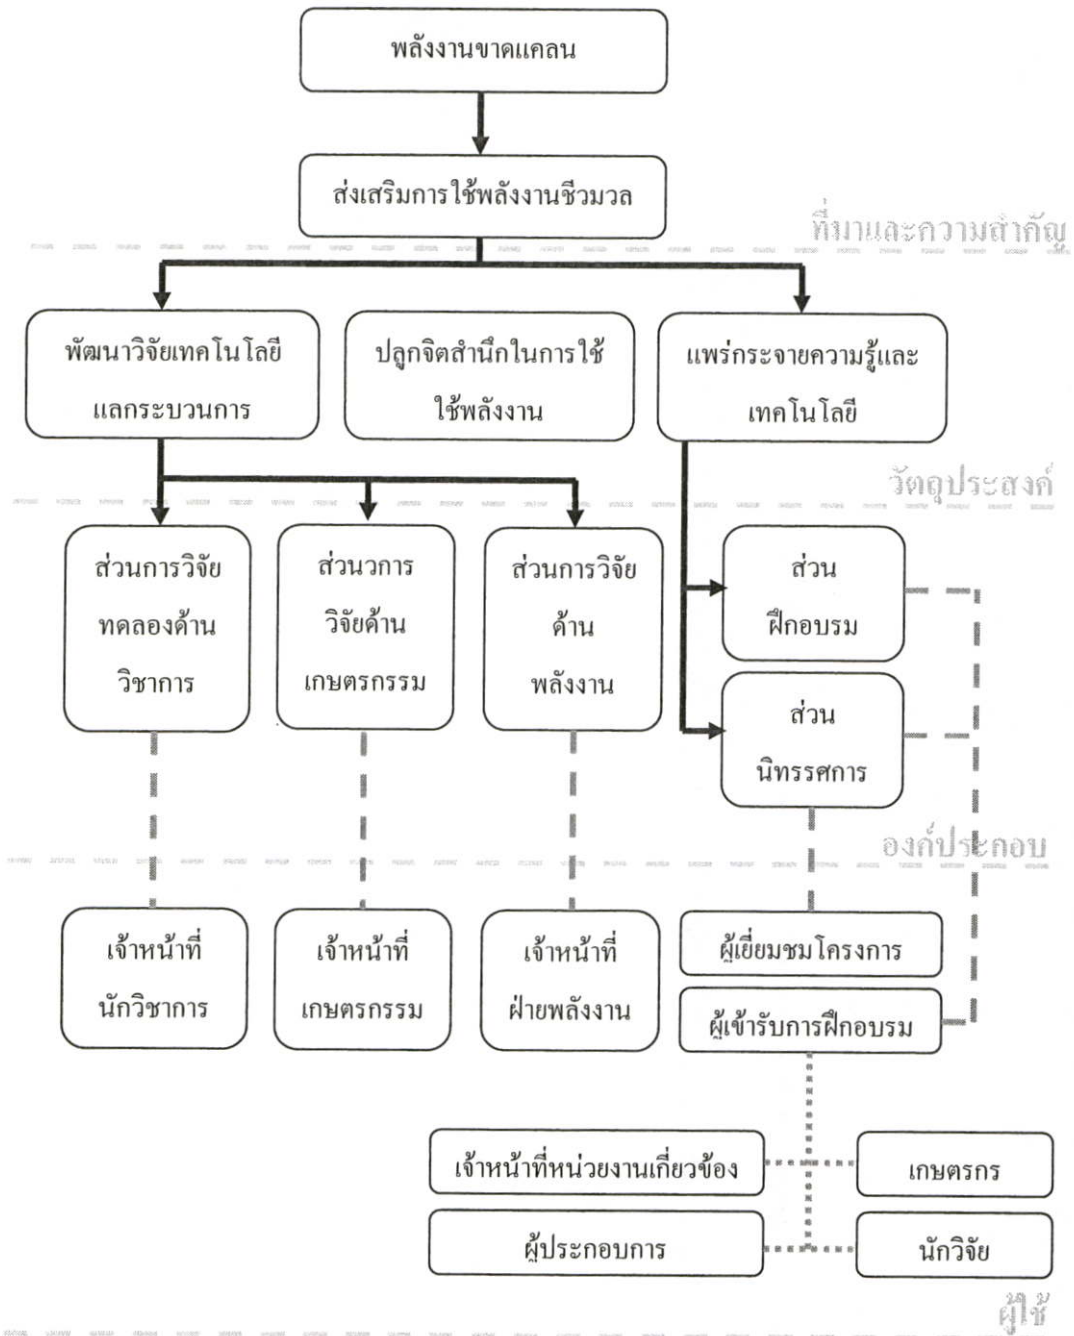 พลังงานขาดแคลน
ส่งเสริมการใช้พลังงานชีวมวล
ที่มาและความสำคัญ
พัฒนาวิจัยเทคโนโลยี
แลกระบวนการ
ปลูกจิตสำนึกในการใช้
ใช้พลังงาน
แพร่กระจายความรู้และ
เทคโนโลยี
วัตถุประสงค์
ส่วนการวิจัย
ทดลองด้าน
วิชาการ
ส่วนวการ
วิจัยด้าน
เกษตรกรรม
ส่วนการวิจัย
ด้าน
พลังงาน
ส่วน
ฝึกอบรม
ส่วน
นิทรรศการ
องค์ประกอบ
เจ้าหน้าที่
นักวิชาการ
เจ้าหน้าที่
เกษตรกรรม
เจ้าหน้าที่
ฝ่ายพลังงาน
ผู้เยี่ยมชมโครงการ
ผู้เข้ารับการฝึกอบรม
เจ้าหน้าที่หน่วยงานเกี่ยวข้อง
เกษตรกร
ผู้ประกอบการ
นักวิจัย
ผู้ใช้